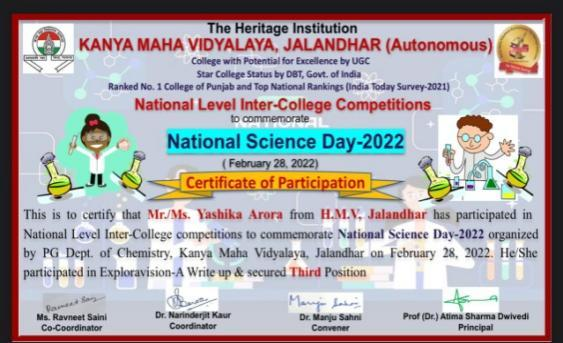 The Heritage Institution
KANYA MAHA VIDYALAYA, JALANDHAR (Autonomous)
College with Potential for Excellence by UGC
Star College Status by DBT, Govt. of India
Ranked No. 1 College of Punjab and Top National Rankings (India Today Survey-2021)
National Level Inter-College Competitions
to commemorate
National Science Day-2022
( February 28, 2022)
Certificate of Participation
This is to certify that Mr./Ms. Yashika Arora from H.M.V, Jalandhar has participated in
National Level Inter-College competitions to commemorate National Science Day-2022 organized
by PG Dept. of Chemistry, Kanya Maha Vidyalaya, Jalandhar on February 28, 2022. He/She
participated in Exploravision-A Write up & secured Third Position
Ravneet Saini
Manju Sahni
Ms. Ravneet Saini
Co-Coordinator
Dr. Narinderjit Kaur
Coordinator
Dr. Manju Sahni
Convener
Prof (Dr.) Atima Sharma Dwivedi
Principal